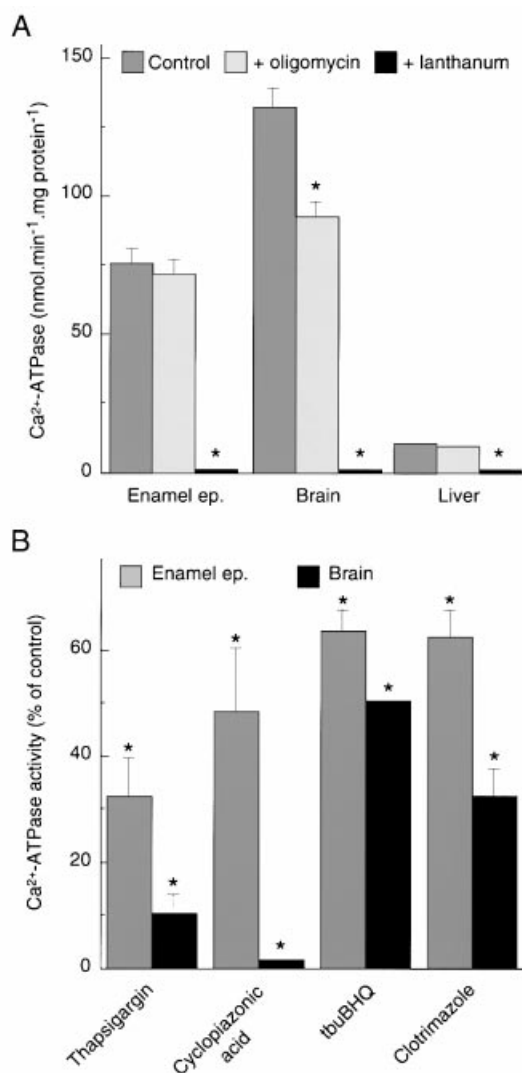 A
Ca²⁺-ATPase (nmol.min⁻¹.mg protein⁻¹)
150
100
50
0
Control + oligomycin + lanthanum
*
* * *
Enamel ep. Brain Liver
B
Ca²⁺-ATPase activity (% of control)
60
40
20
0
Enamel ep. Brain
* * * *
* * * *
Thapsigargin
Cyclopiazonic
acid
tbuBHQ
Clotrimazole